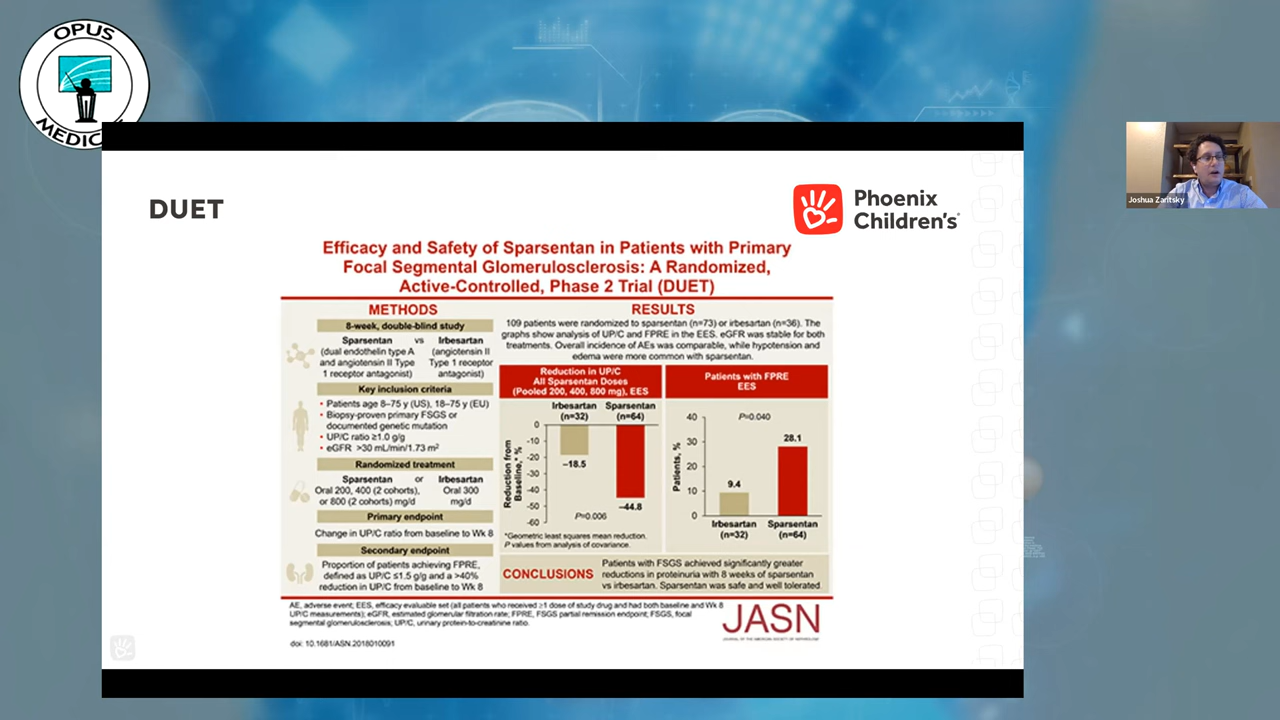 OPUS
MEDIC
DUET
Phoenix
Children's
Efficacy and Safety of Sparsentan in Patients with Primary
Focal Segmental Glomerulosclerosis: A Randomized,
Active-Controlled, Phase 2 Trial (DUET)
METHODS
8-week, double-blind study
Sparsentan vs Irbesartan
(dual endothelin type A (angiotensin II
and angiotensin II Type Type 1 receptor
1 receptor antagonist) antagonist)
Key inclusion criteria
• Patients age 8–75 y (US), 18–75 y (EU)
• Biopsy-proven primary FSGS or
documented genetic mutation
• UP/C ratio ≥1.0 g/g
• eGFR >30 mL/min/1.73 m²
Randomized treatment
Sparsentan or Irbesartan
Oral 200, 400 (2 cohorts), Oral 300
or 800 (2 cohorts) mg/d mg/d
Primary endpoint
Change in UP/C ratio from baseline to Wk 8
Secondary endpoint
Proportion of patients achieving FPRE,
defined as UP/C ≤1.5 g/g and a >40%
reduction in UP/C from baseline to Wk 8
RESULTS
109 patients were randomized to sparsentan (n=73) or irbesartan (n=36). The
graphs show analysis of UP/C and FPRE in the EES. eGFR was stable for both
treatments. Overall incidence of AEs was comparable, while hypotension and
edema were more common with sparsentan.
Reduction in UP/C
All Sparsentan Doses
(Pooled 200, 400, 800 mg), EES
Irbesartan Sparsentan
(n=32) (n=64)
Reduction from
Baseline,* %
0
-10
-20
-30
-40
-50
-60
–18.5
–44.8
P=0.006
*Geometric least squares mean reduction.
P values from analysis of covariance.
Patients with FPRE
EES
Patients, %
40
30
20
10
0
P=0.040
9.4
28.1
Irbesartan Sparsentan
(n=32) (n=64)
CONCLUSIONS
Patients with FSGS achieved significantly greater
reductions in proteinuria with 8 weeks of sparsentan
vs irbesartan. Sparsentan was safe and well tolerated.
AE, adverse event; EES, efficacy evaluable set (all patients who received ≥1 dose of study drug and had both baseline and Wk 8
UP/C measurements); eGFR, estimated glomerular filtration rate; FPRE, FSGS partial remission endpoint; FSGS, focal
segmental glomerulosclerosis; UP/C, urinary protein-to-creatinine ratio.
JASN
JOURNAL OF THE AMERICAN SOCIETY OF NEPHROLOGY
doi: 10.1681/ASN.2018010091
Joshua Zaritsky